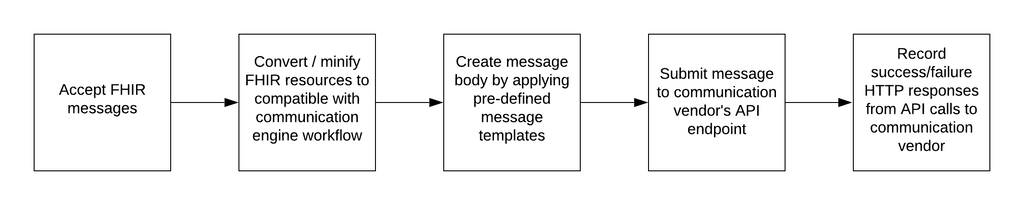 Accept FHIR
messages
Convert / minify
FHIR resources to
compatible with
communication
engine workflow
Create message
body by applying
pre-defined
message
templates
Submit message
to communication
vendor's API
endpoint
Record
success/failure
HTTP responses
from API calls to
communication
vendor